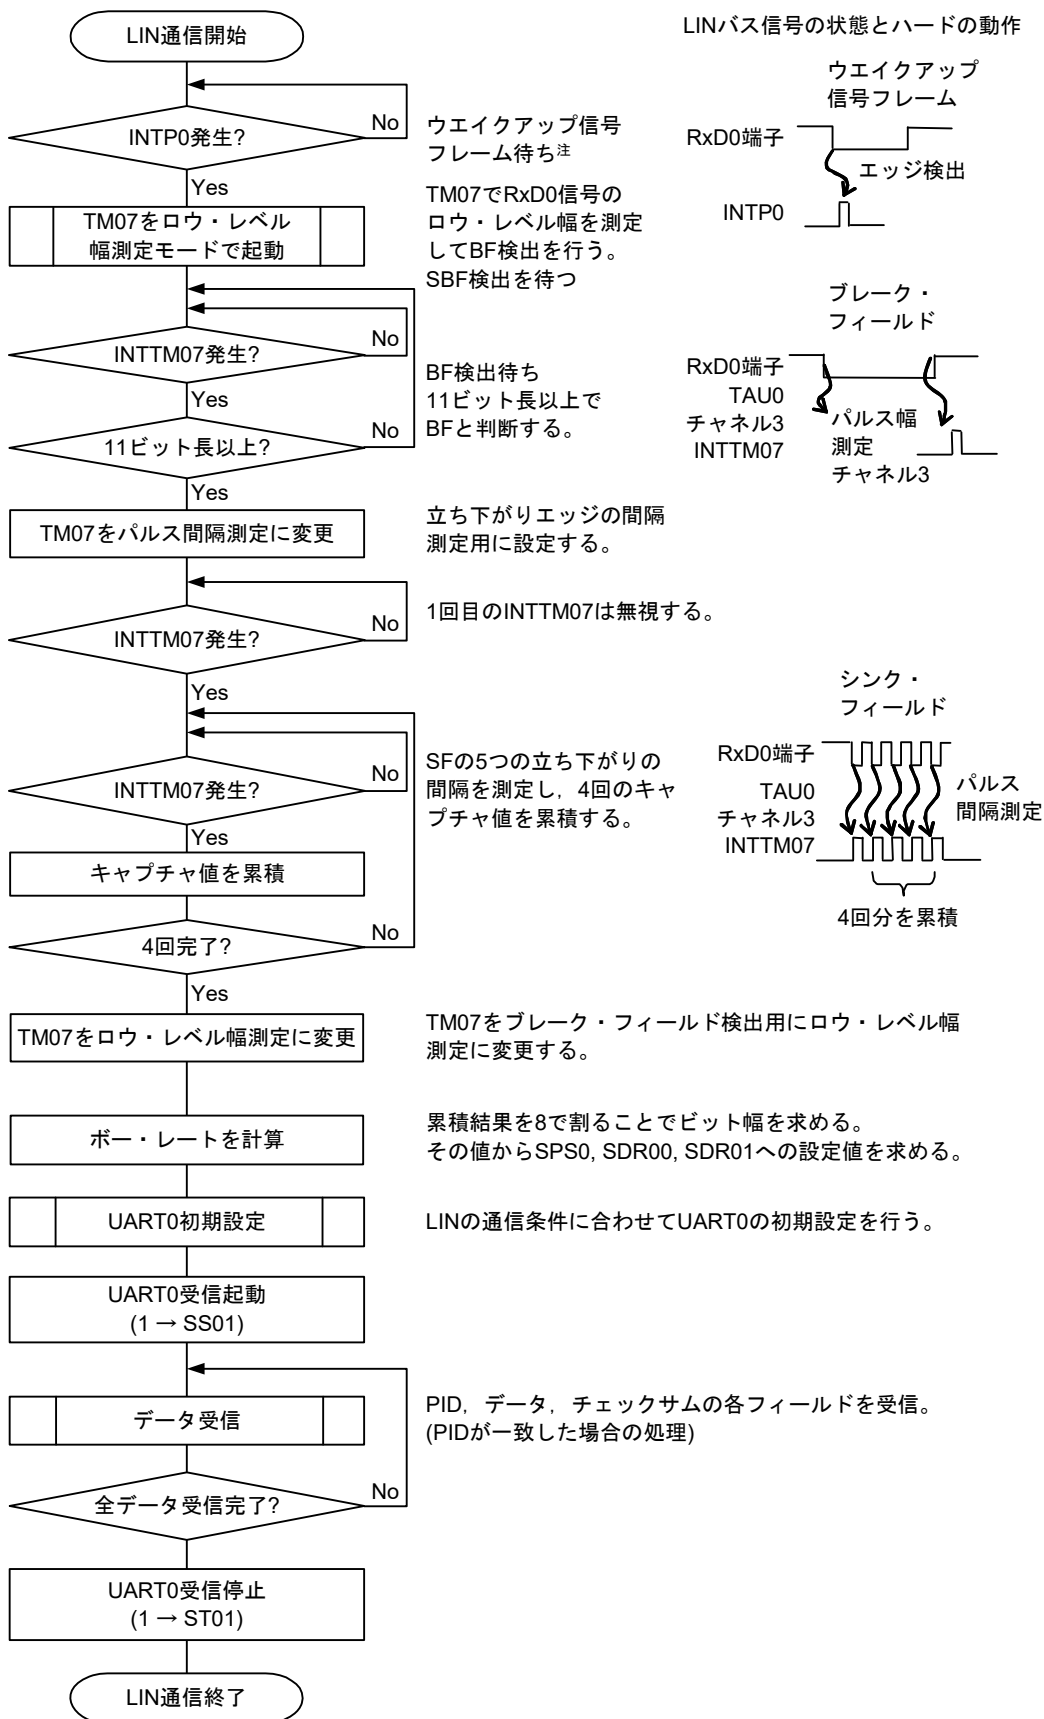 LIN通信開始
LINバス信号の状態とハードの動作
INTP0発生?
No
Yes
ウエイクアップ信号
フレーム待ち注
ウエイクアップ
信号フレーム
RxD0端子
エッジ検出
INTP0
TM07をロウ・レベル
幅測定モードで起動
TM07でRxD0信号の
ロウ・レベル幅を測定
してBF検出を行う。
SBF検出を待つ
INTTM07発生?
No
Yes
11ビット長以上?
No
Yes
BF検出待ち
11ビット長以上で
BFと判断する。
ブレーク・
フィールド
RxD0端子
TAU0
チャネル3
INTTM07
パルス幅
測定
チャネル3
TM07をパルス間隔測定に変更
立ち下がりエッジの間隔
測定用に設定する。
INTTM07発生?
No
Yes
1回目のINTTM07は無視する。
INTTM07発生?
No
Yes
SFの5つの立ち下がりの
間隔を測定し，4回のキャ
プチャ値を累積する。
シンク・
フィールド
RxD0端子
TAU0
チャネル3
INTTM07
パルス
間隔測定
4回分を累積
キャプチャ値を累積
4回完了?
No
Yes
TM07をロウ・レベル幅測定に変更
TM07をブレーク・フィールド検出用にロウ・レベル幅
測定に変更する。
ボー・レートを計算
累積結果を8で割ることでビット幅を求める。
その値からSPS0, SDR00, SDR01への設定値を求める。
UART0初期設定
LINの通信条件に合わせてUART0の初期設定を行う。
UART0受信起動
(1 → SS01)
データ受信
PID，データ，チェックサムの各フィールドを受信。
(PIDが一致した場合の処理)
全データ受信完了?
No
UART0受信停止
(1 → ST01)
LIN通信終了